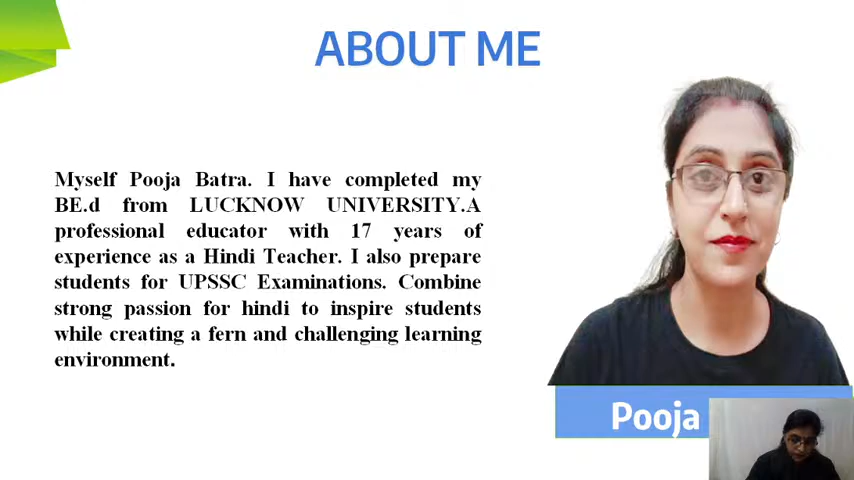 ABOUT ME
Myself Pooja Batra. I have completed my
BE.d from LUCKNOW UNIVERSITY.A
professional educator with 17 years of
experience as a Hindi Teacher. I also prepare
students for UPSSC Examinations. Combine
strong passion for hindi to inspire students
while creating a fern and challenging learning
environment.
Pooja